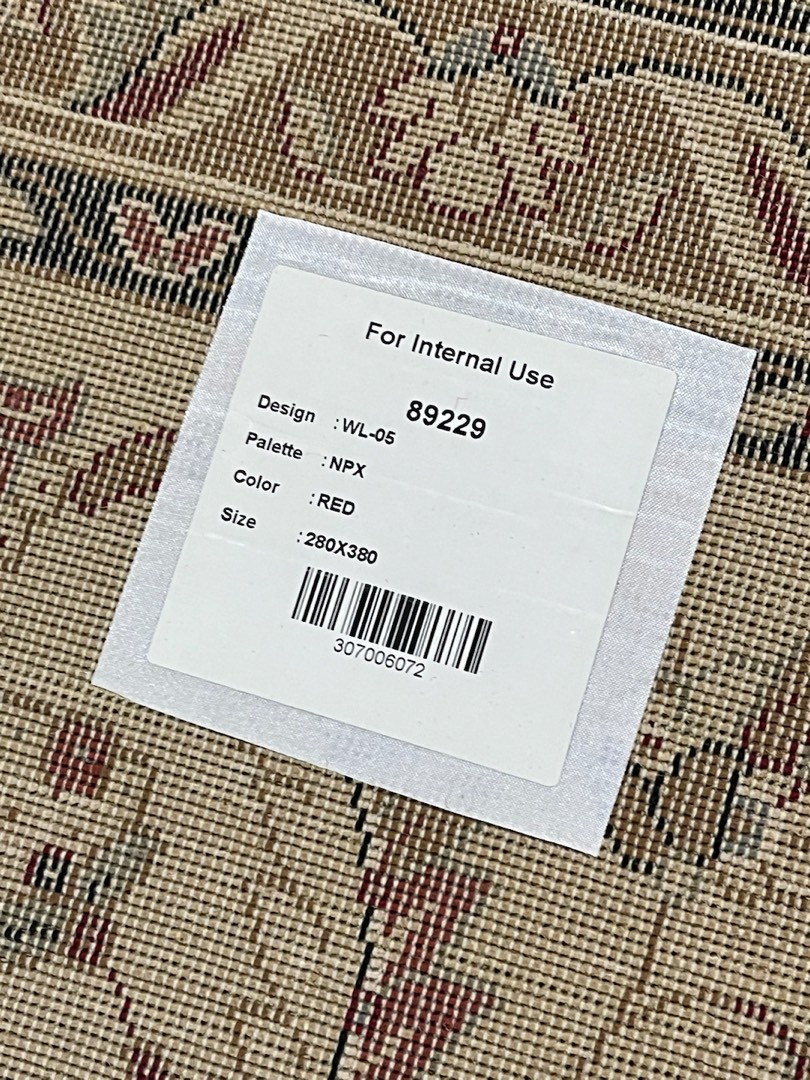 For Internal Use
89229
Design :WL-05
Palette :NPX
Color :RED
Size :280X380
307006072